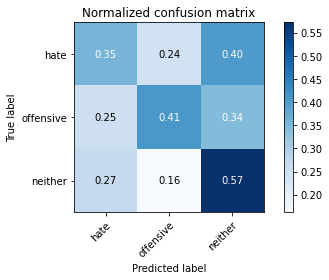 Normalized confusion matrix
True label
hate
offensive
neither
0.35 0.24 0.40
0.25 0.41 0.34
0.27 0.16 0.57
hate
offensive
neither
Predicted label
0.55
0.50
0.45
0.40
0.35
0.30
0.25
0.20